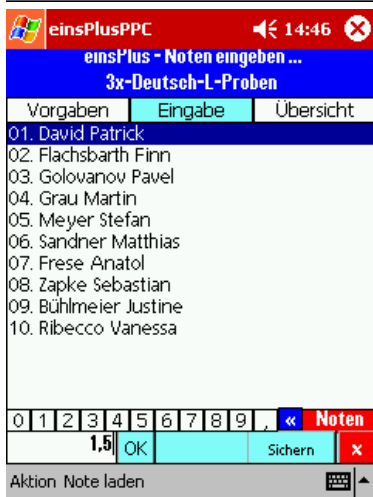 einsPlusPPC 14:46
einsPlus - Noten eingeben ...
3x-Deutsch-L-Proben
Vorgaben Eingabe Übersicht
01. David Patrick
02. Flachsbarth Finn
03. Golovanov Pavel
04. Grau Martin
05. Meyer Stefan
06. Sandner Matthias
07. Frese Anatol
08. Zapke Sebastian
09. Bühlmeier Justine
10. Ribecco Vanessa
0 1 2 3 4 5 6 7 8 9 , « Noten
1,5 OK Sichern x
Aktion Note laden